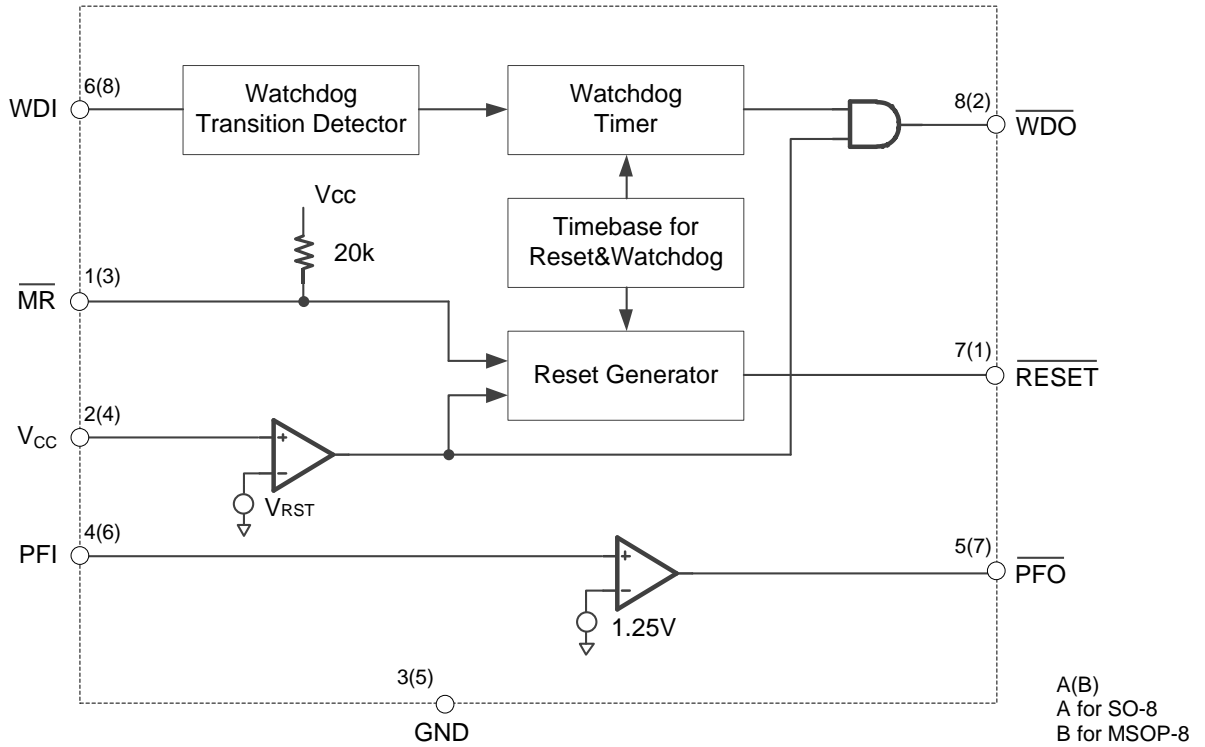 6(8)
WDI
Watchdog
Transition Detector
Watchdog
Timer
8(2)
WDO
Vcc
20k
Timebase for
Reset&Watchdog
1(3)
MR
Reset Generator
7(1)
RESET
2(4)
VCC
+
−
VRST
4(6)
PFI
+
−
1.25V
5(7)
PFO
3(5)
GND
A(B)
A for SO-8
B for MSOP-8